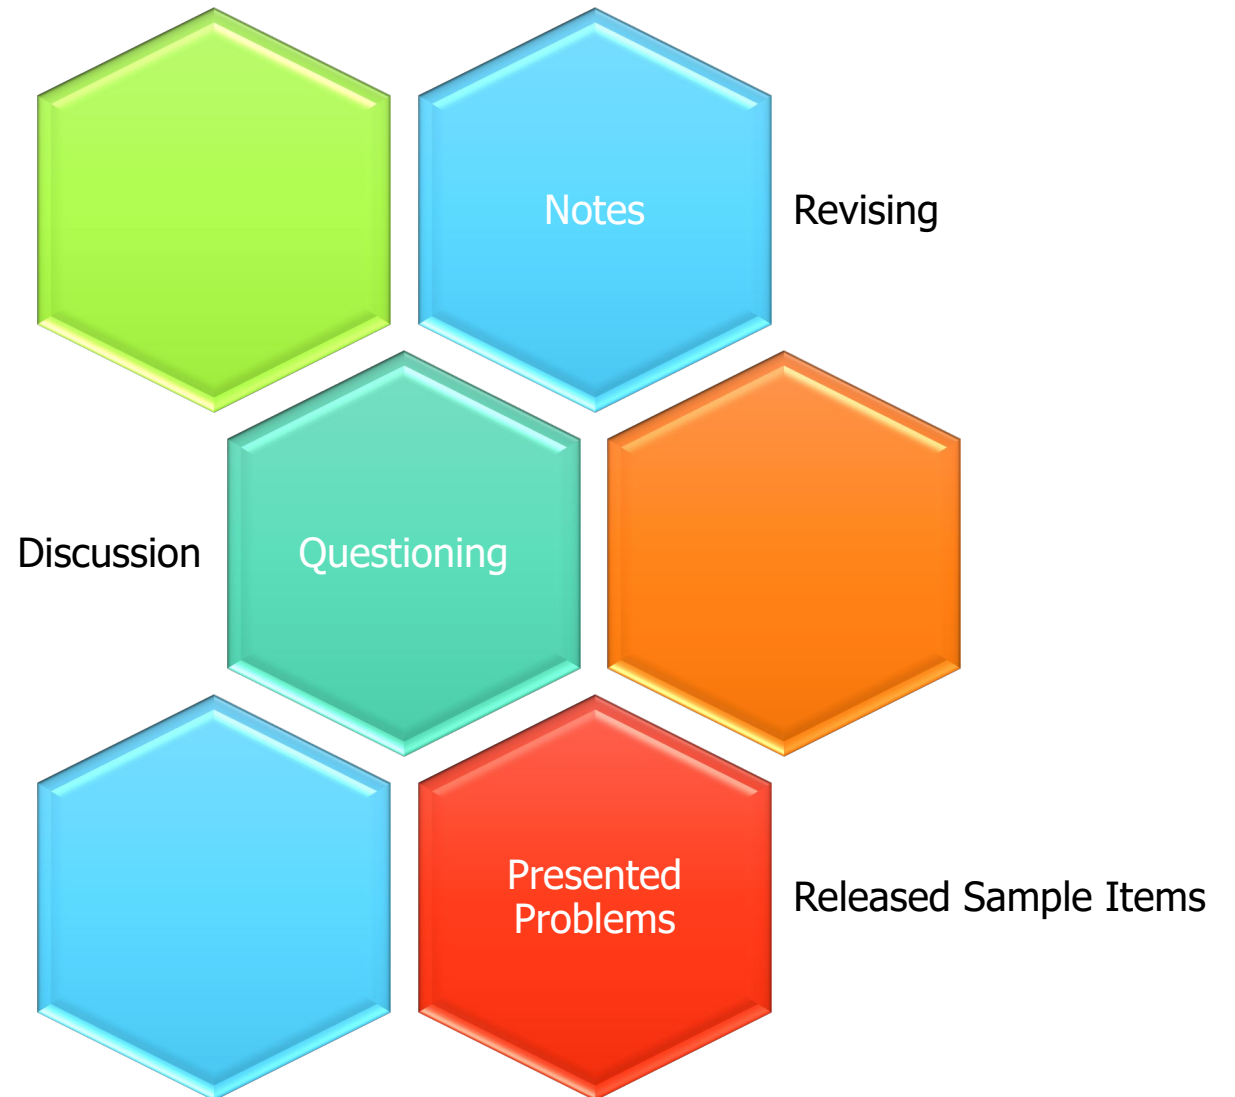 Notes
Revising
Discussion
Questioning
Presented
Problems
Released Sample Items